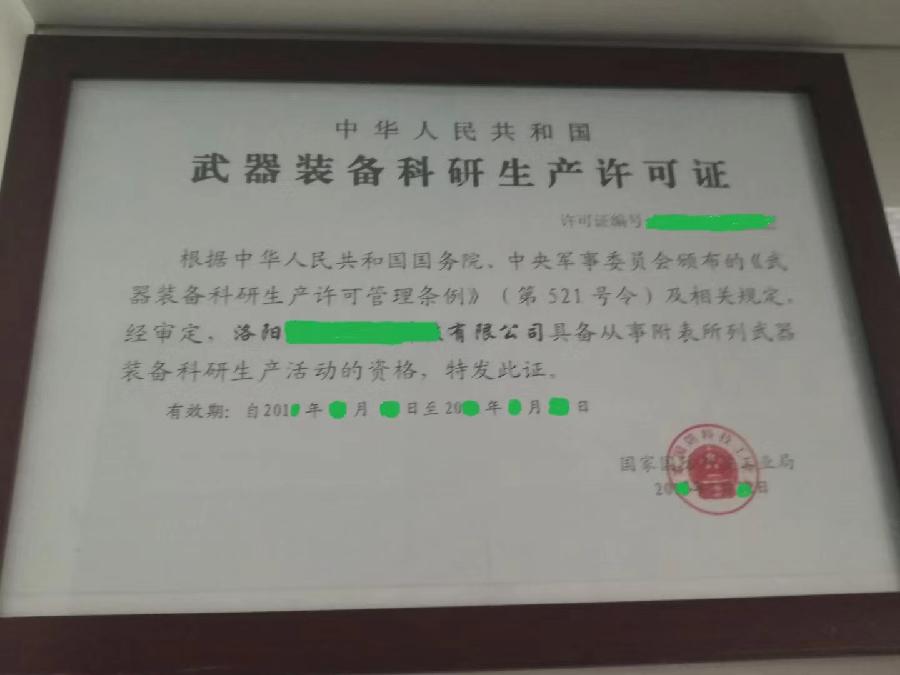 中华人民共和国
武器装备科研生产许可证
许可证编号
根据中华人民共和国国务院、中央军事委员会颁布的《武
器装备科研生产许可管理条例》（第 521 号令）及相关规定，
经审定，洛阳 有限公司具备从事附表所列武器
装备科研生产活动的资格，特发此证。
有效期：自201 年 月 日至20 年 月 日
国家国 业局
20 年 月 日